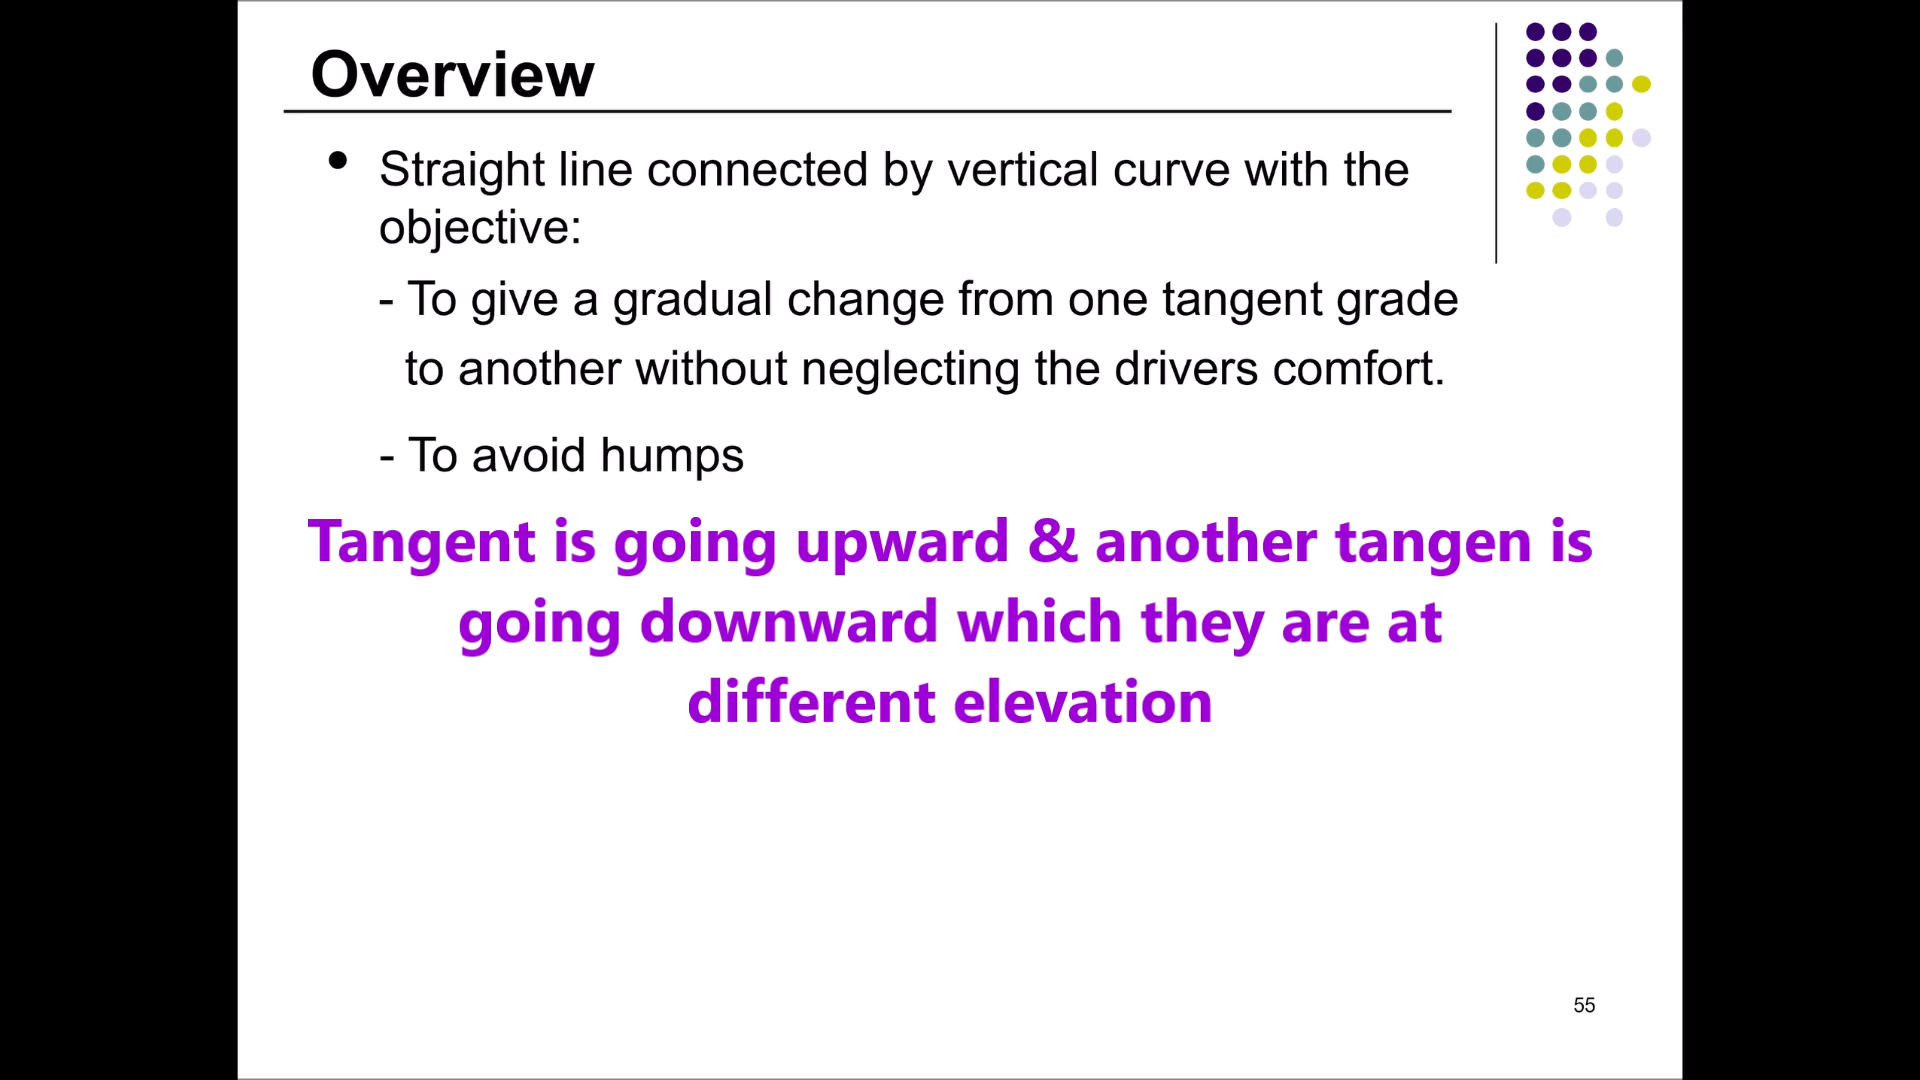 Overview
• Straight line connected by vertical curve with the
objective:
- To give a gradual change from one tangent grade
to another without neglecting the drivers comfort.
- To avoid humps
Tangent is going upward & another tangen is
going downward which they are at
different elevation
55